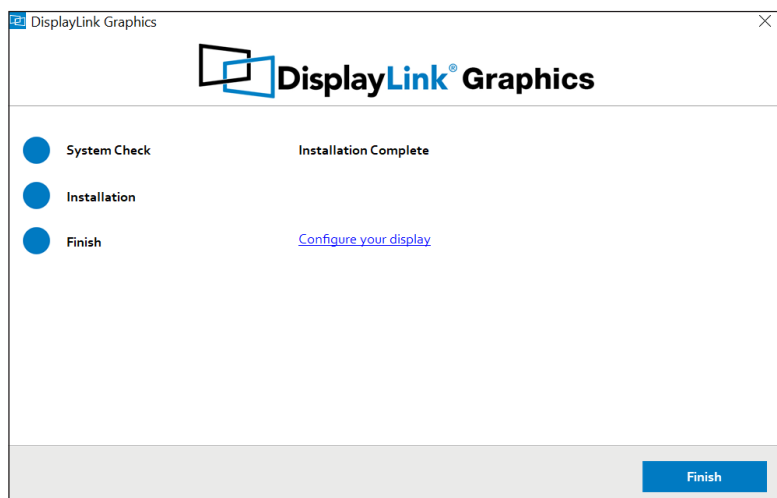 DisplayLink Graphics
DisplayLink® Graphics
System Check
Installation Complete
Installation
Finish
Configure your display
Finish